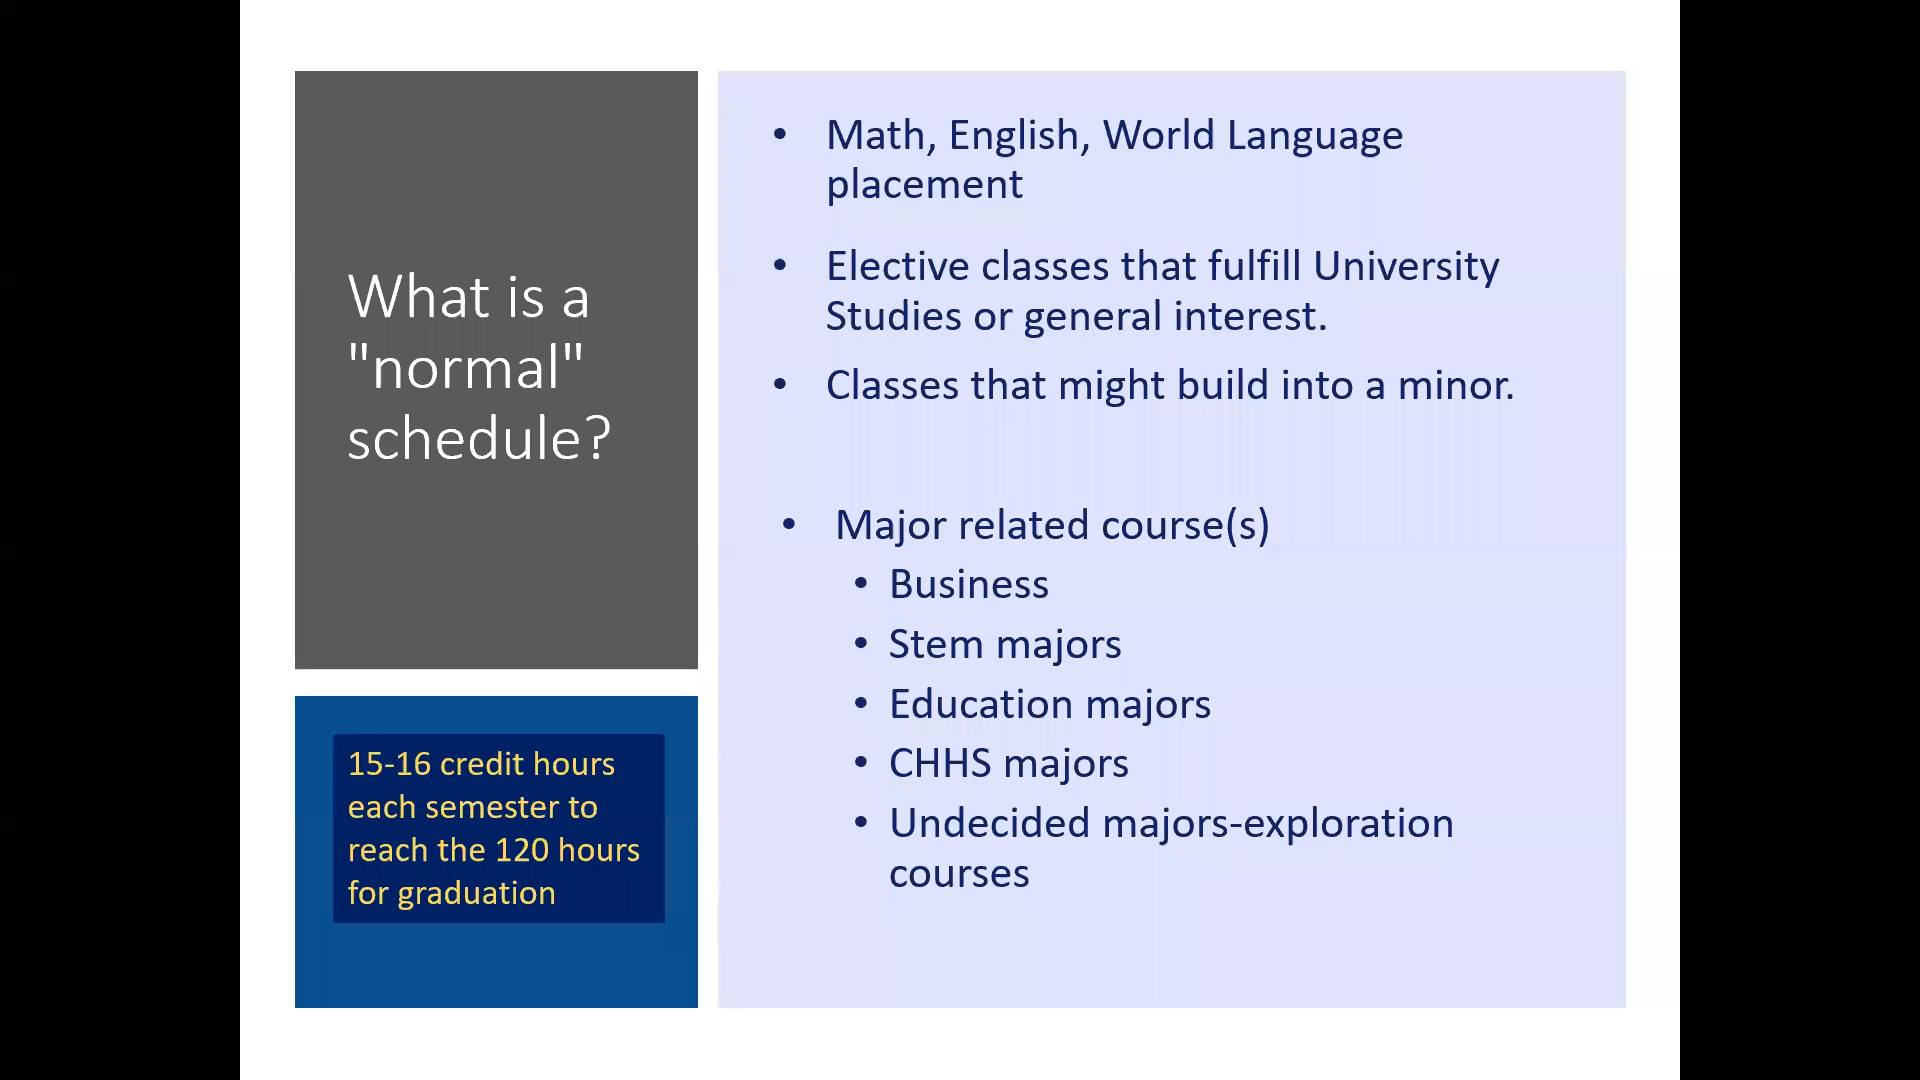 What is a
"normal"
schedule?
15-16 credit hours
each semester to
reach the 120 hours
for graduation
• Math, English, World Language
placement
• Elective classes that fulfill University
Studies or general interest.
• Classes that might build into a minor.
• Major related course(s)
• Business
• Stem majors
• Education majors
• CHHS majors
• Undecided majors-exploration
courses